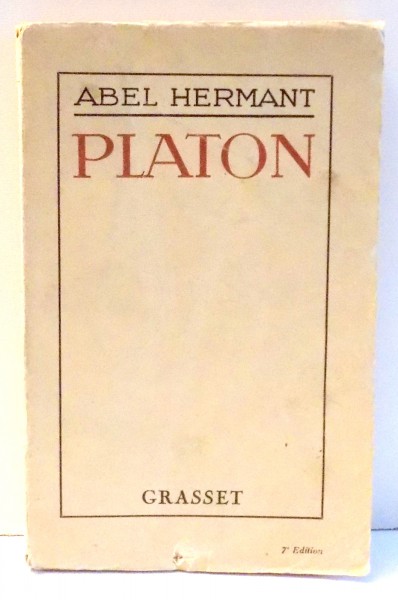 ABEL HERMANT
PLATON
GRASSET
7e Edition